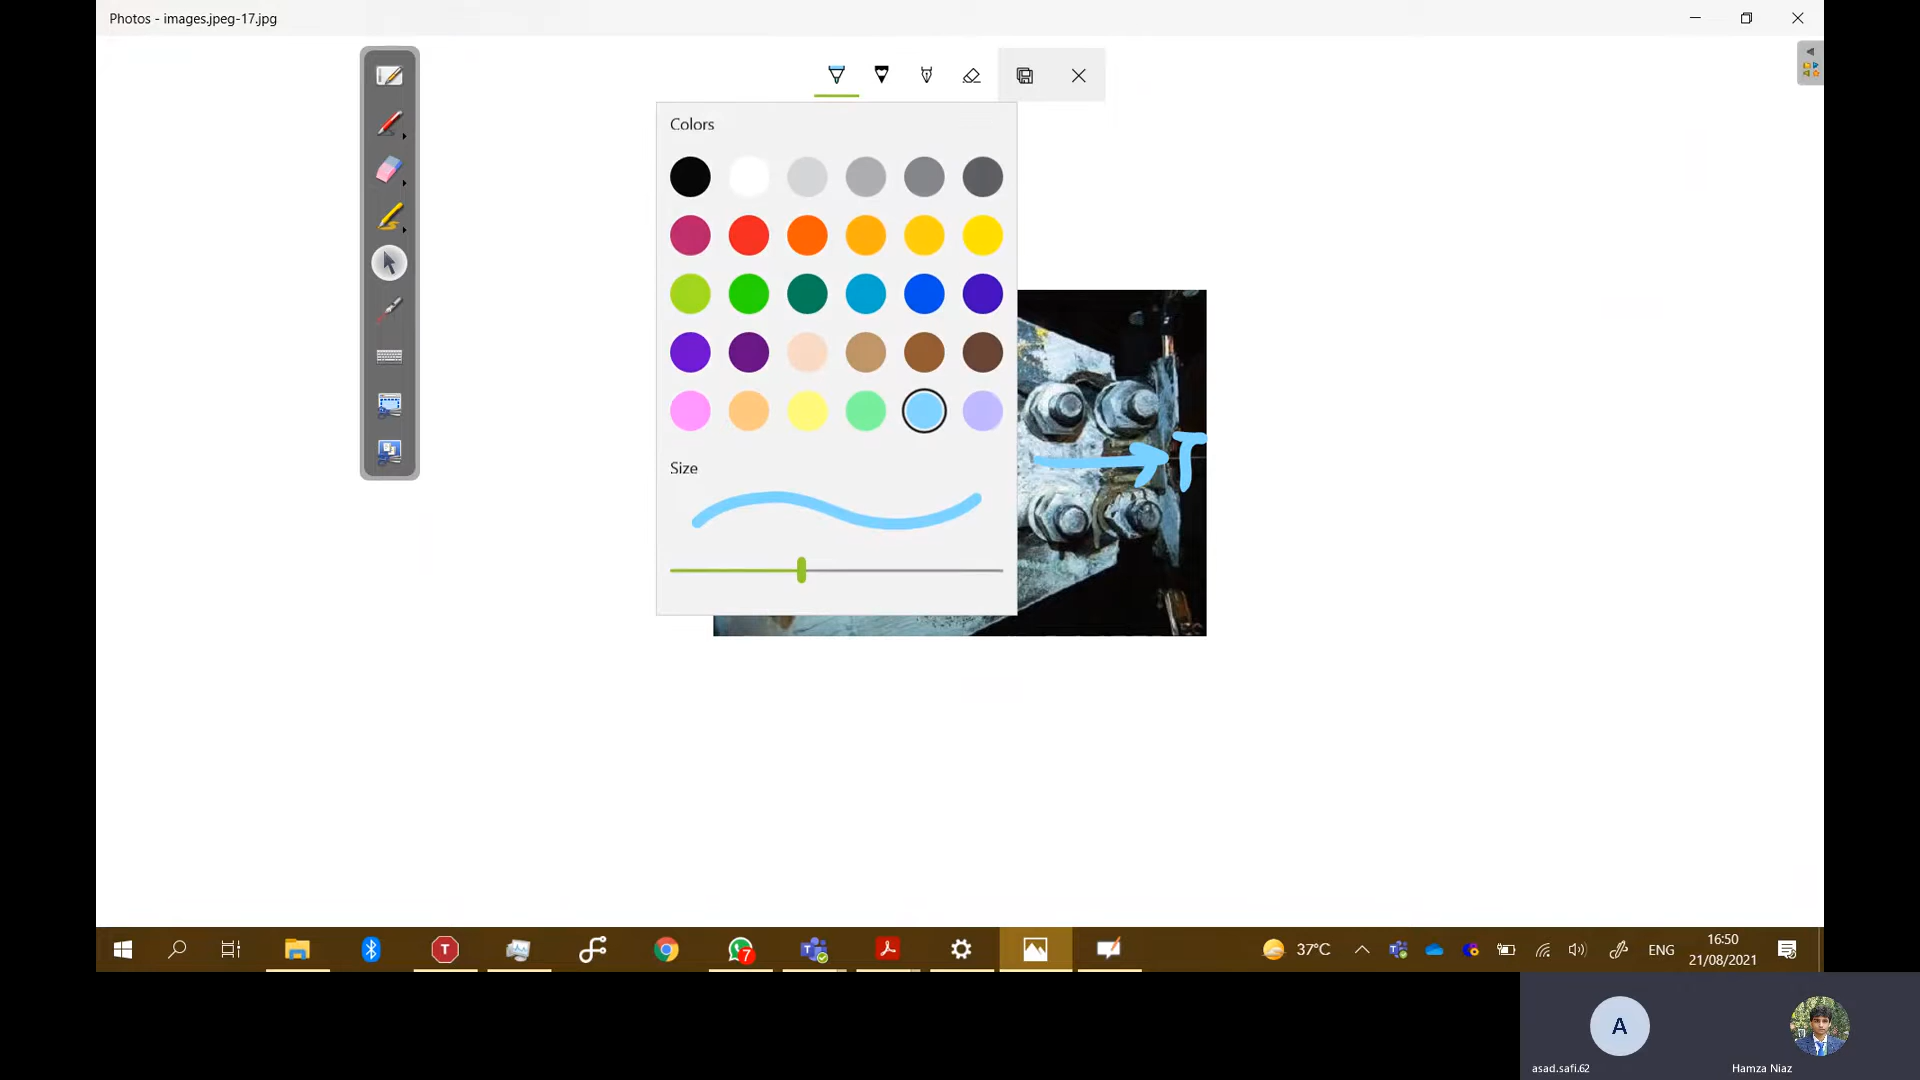 Photos - images.jpeg-17.jpg
Colors
T
Size
T
7
T
37°C
ENG
16:50
21/08/2021
A
asad.safi.62
Hamza Niaz